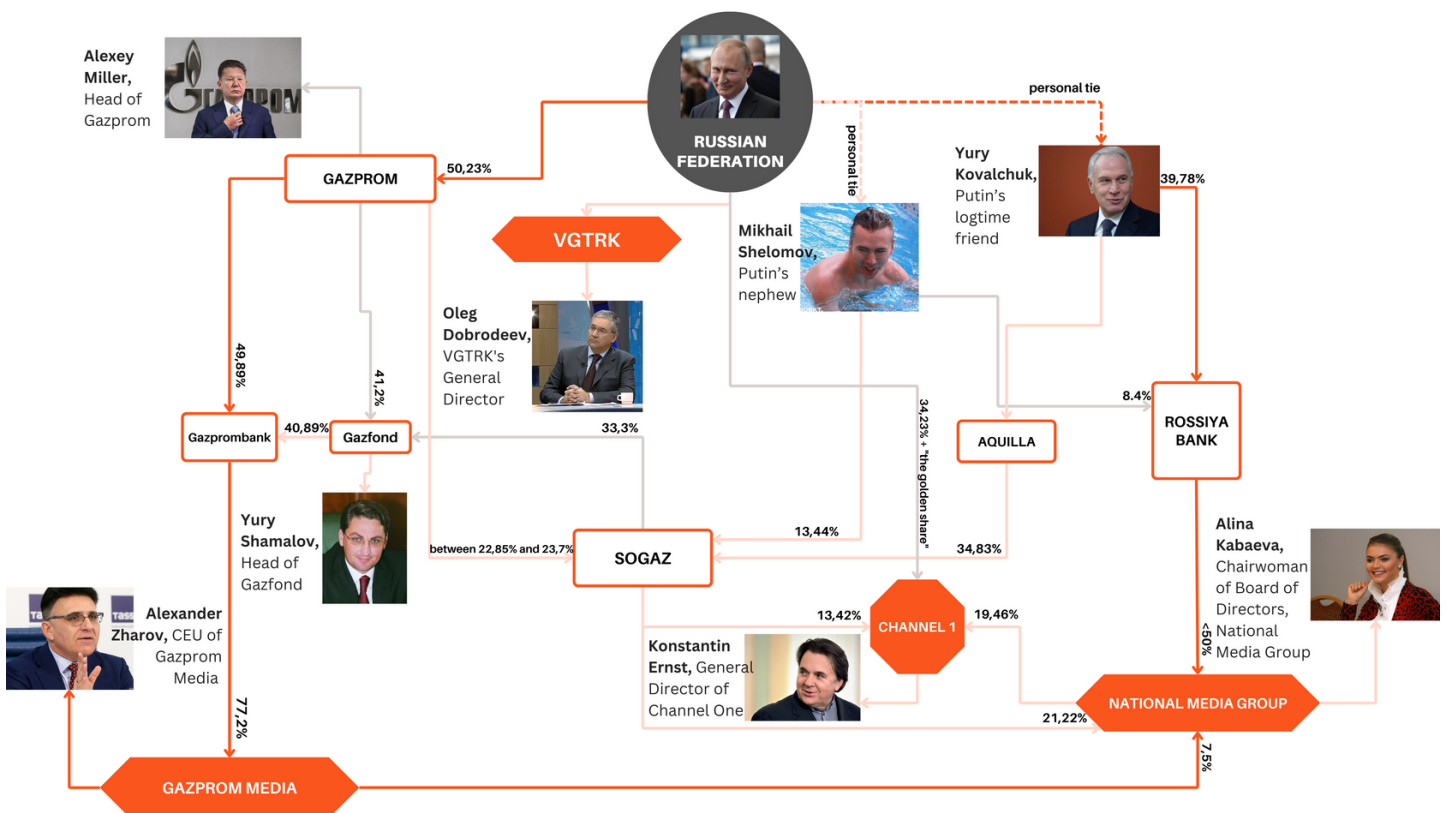 Alexey
Miller,
Head of
Gazprom
GAZPROM
RUSSIAN
FEDERATION
personal tie
personal tie
Yury
Kovalchuk,
Putin's
logtime
friend
39,78%
GAZPROM
50,23%
VGTRK
Mikhail
Shelomov,
Putin's
nephew
Oleg
Dobrodeev,
VGTRK's
General
Director
49,89%
41,2%
34,23% + "the golden share"
8.4%
ROSSIYA
BANK
Gazprombank
40,89%
Gazfond
33,3%
AQUILLA
Yury
Shamalov,
Head of
Gazfond
between 22,85% and 23,7%
SOGAZ
13,44%
34,83%
Alina
Kabaeva,
Chairwoman
of Board of
Directors,
National
Media Group
<50%
TASS
Alexander
Zharov, CEU of
Gazprom
Media
13,42%
CHANNEL 1
19,46%
Konstantin
Ernst, General
Director of
Channel One
77,2%
21,22%
NATIONAL MEDIA GROUP
7,5%
GAZPROM MEDIA